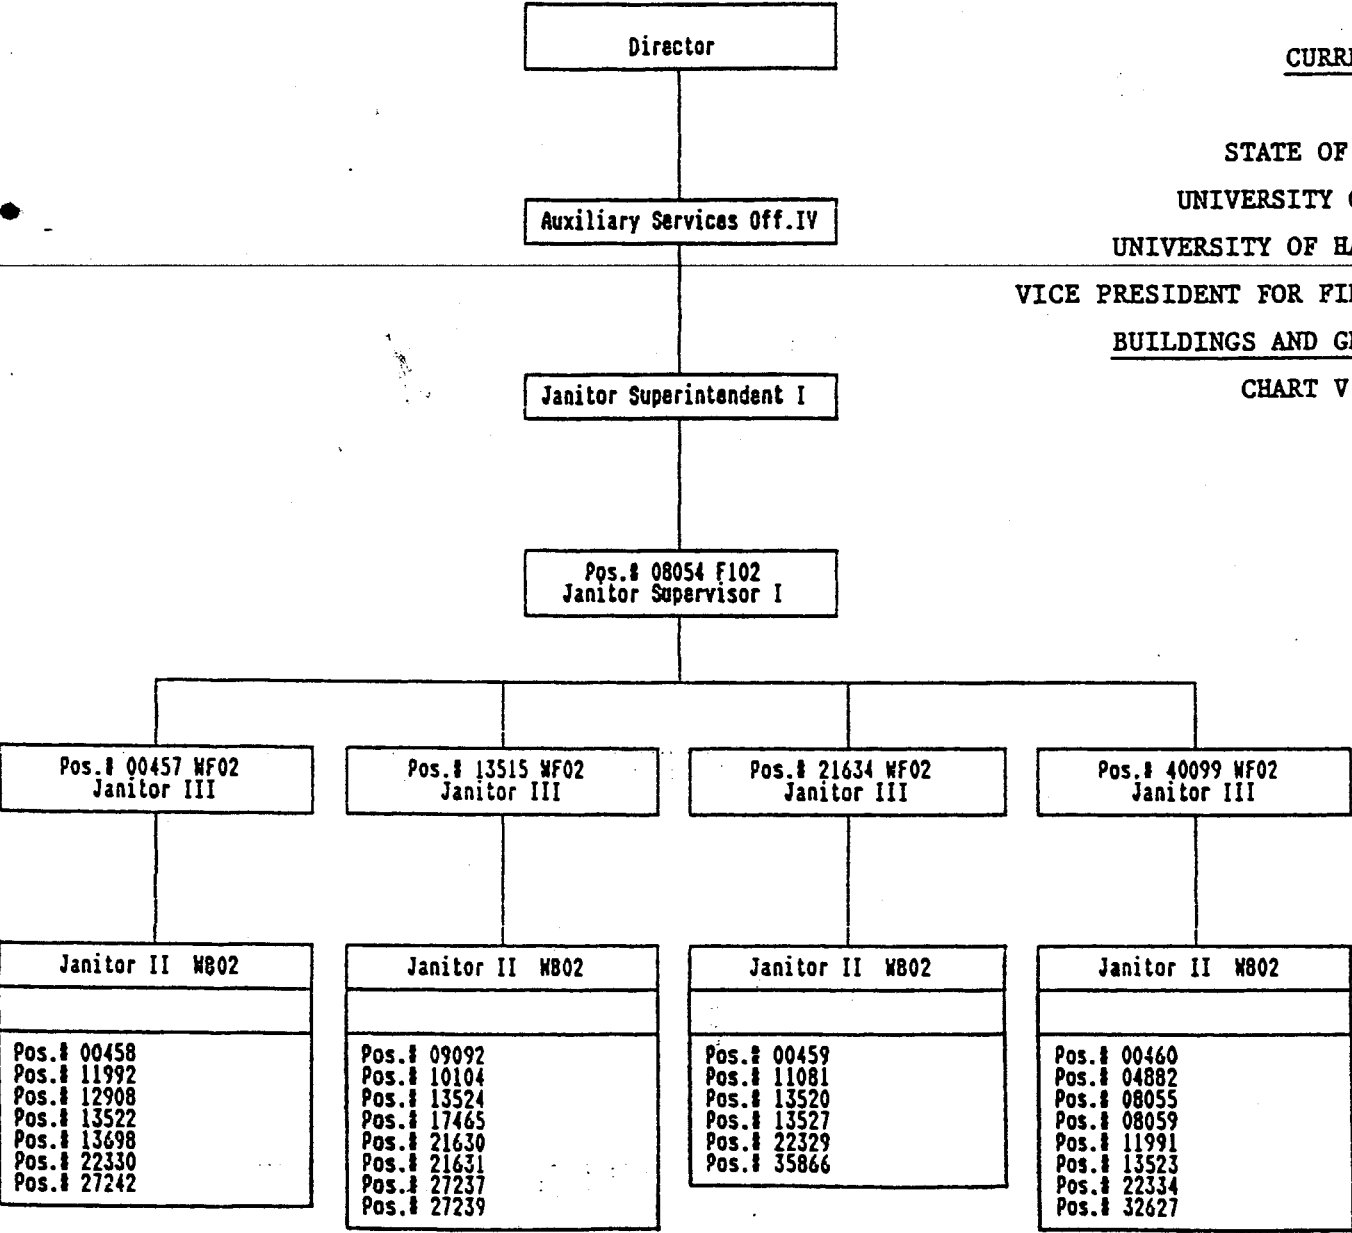 Director
CURR
STATE OF
UNIVERSITY
UNIVERSITY OF HA
VICE PRESIDENT FOR FI
BUILDINGS AND G
CHART V
Auxiliary Services Off.IV
Janitor Superintendent I
Pos.# 08054 F102
Janitor Supervisor I
Pos.# 00457 WF02
Janitor III
Pos.# 13515 WF02
Janitor III
Pos.# 21634 WF02
Janitor III
Pos.# 40099 WF02
Janitor III
Janitor II WB02
Pos.# 00458
Pos.# 11992
Pos.# 12908
Pos.# 13522
Pos.# 13698
Pos.# 22330
Pos.# 27242
Janitor II WB02
Pos.# 09092
Pos.# 10104
Pos.# 13524
Pos.# 17465
Pos.# 21630
Pos.# 21631
Pos.# 27237
Pos.# 27239
Janitor II WB02
Pos.# 00459
Pos.# 11081
Pos.# 13520
Pos.# 13527
Pos.# 22329
Pos.# 35866
Janitor II WB02
Pos.# 00460
Pos.# 04882
Pos.# 08055
Pos.# 08059
Pos.# 11991
Pos.# 13523
Pos.# 22334
Pos.# 32627